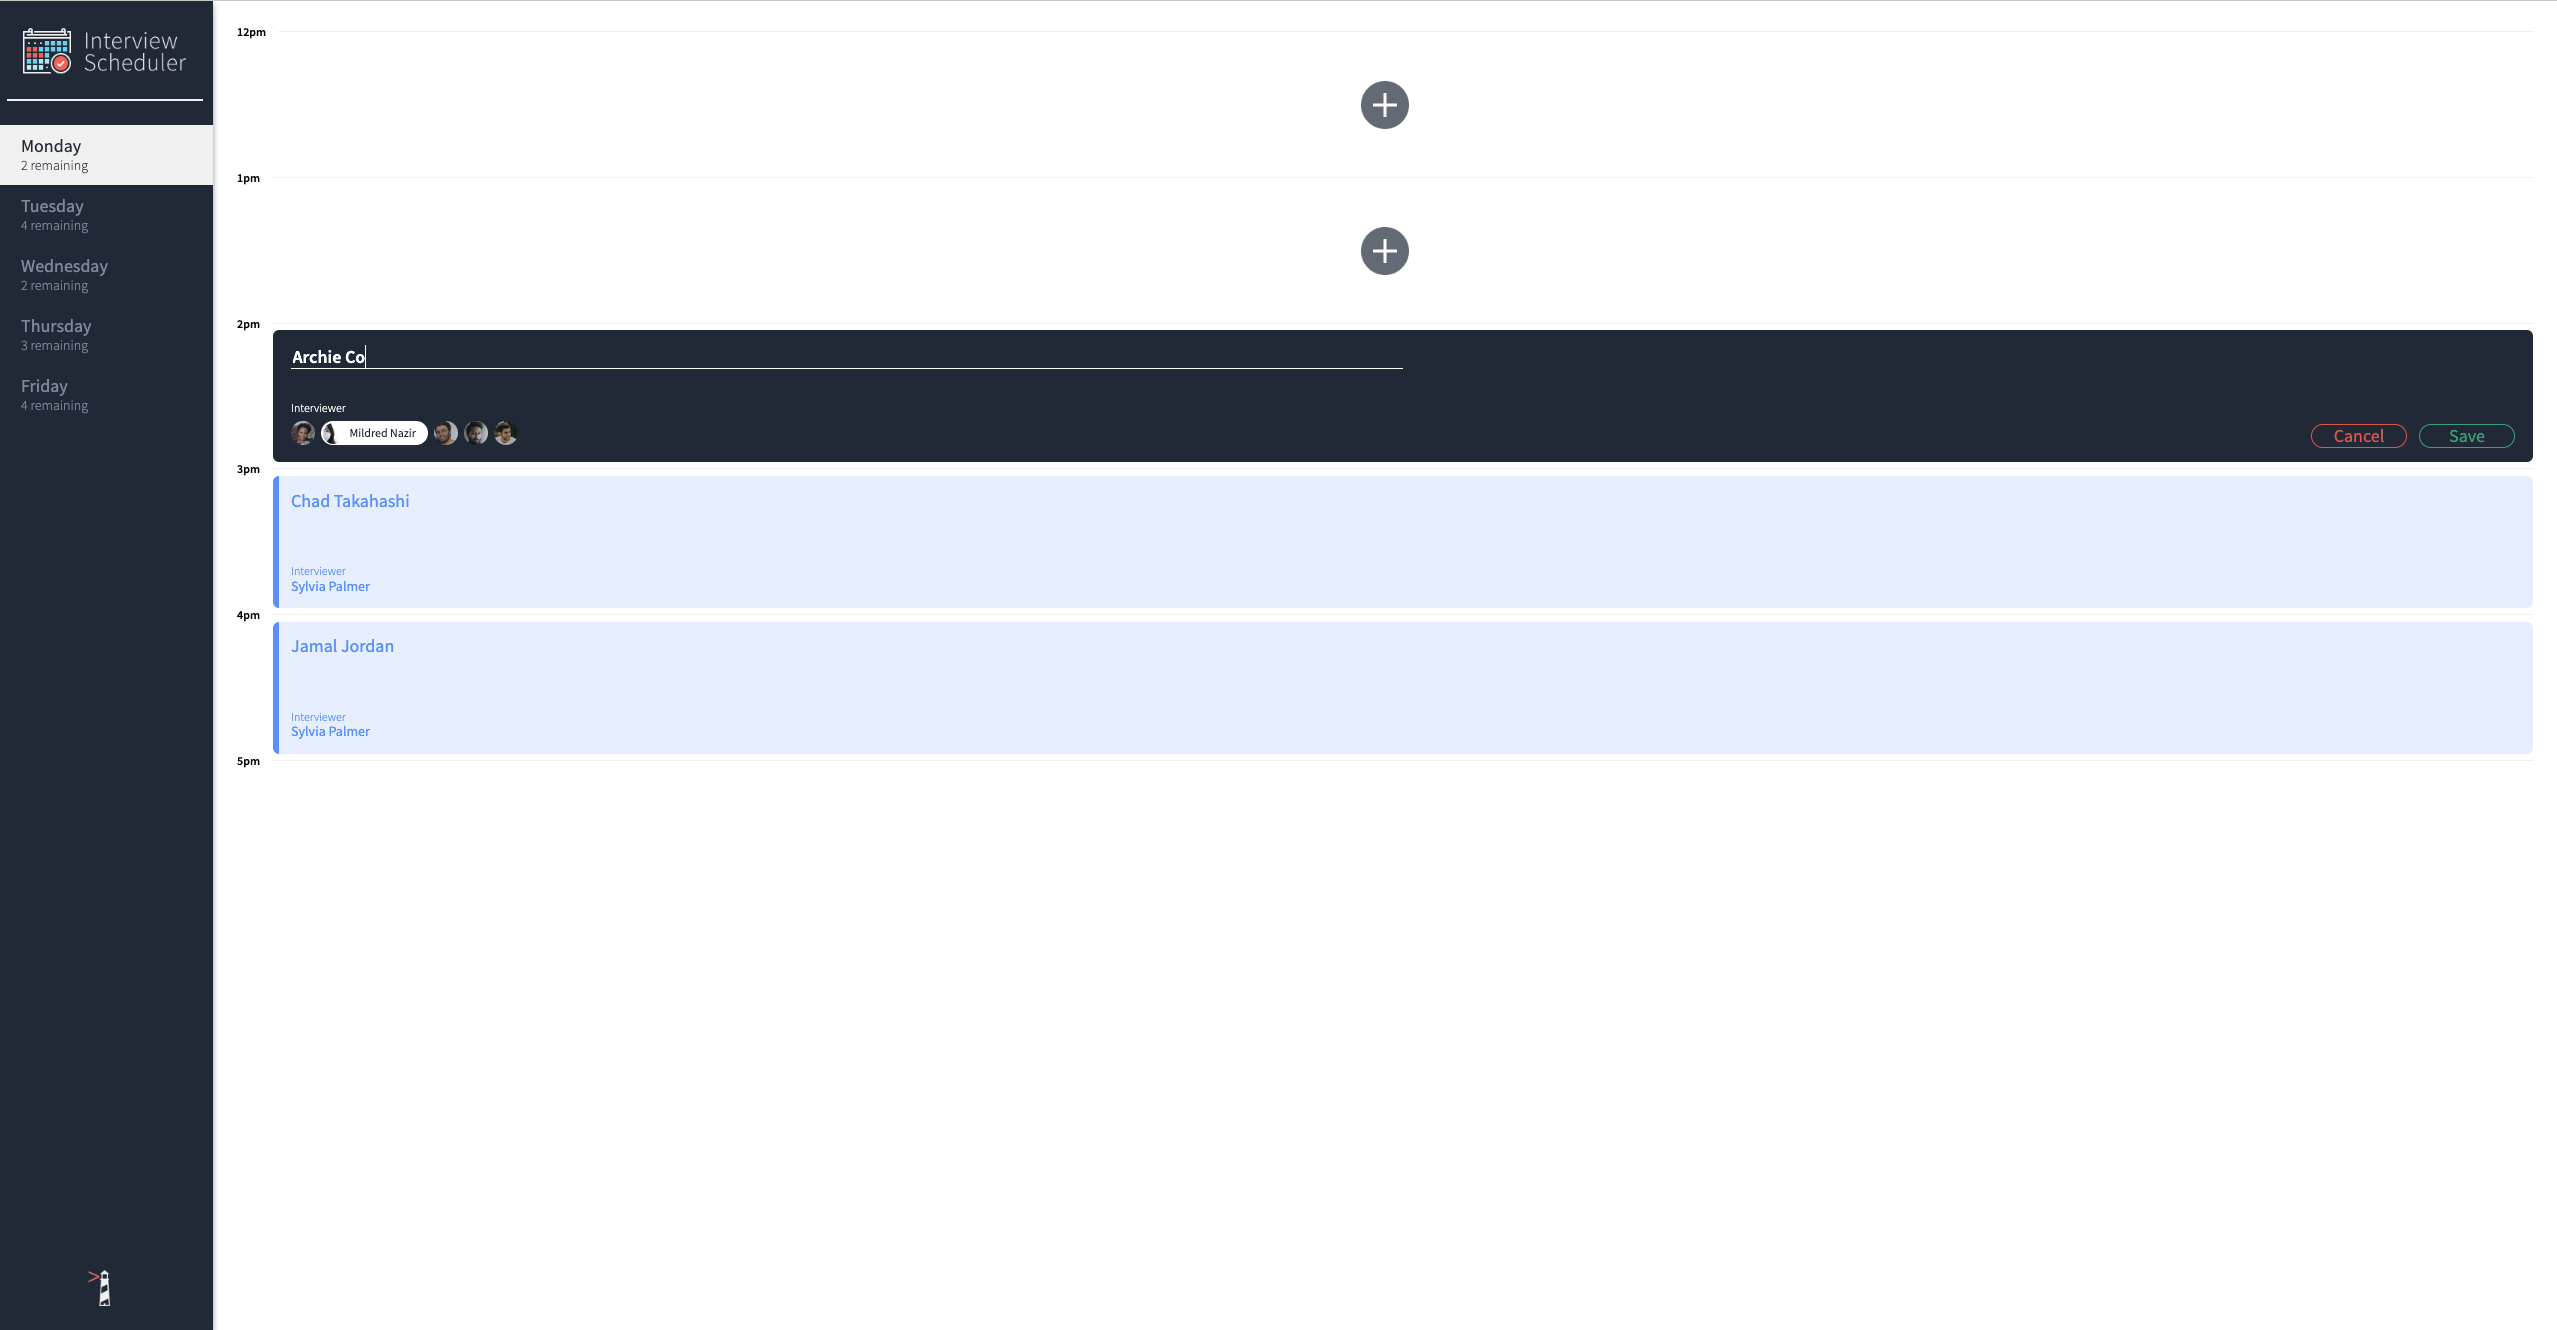 Interview
Scheduler
Monday
2 remaining
Tuesday
4 remaining
Wednesday
2 remaining
Thursday
3 remaining
Friday
4 remaining
12pm
1pm
2pm
Archie Co
Interviewer
Mildred Nazir
Cancel Save
3pm
Chad Takahashi
Interviewer
Sylvia Palmer
4pm
Jamal Jordan
Interviewer
Sylvia Palmer
5pm